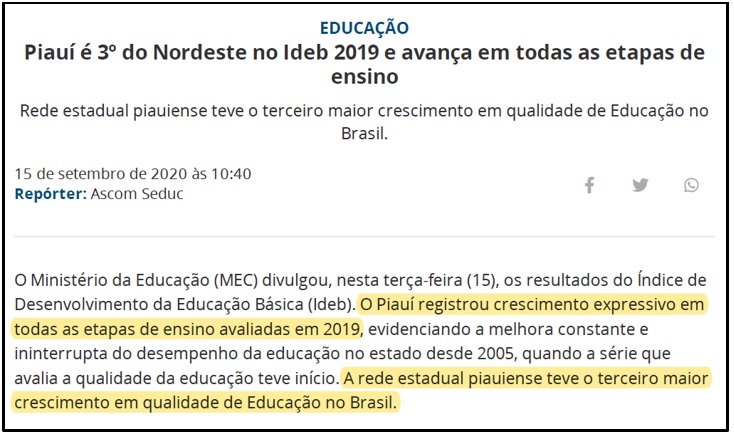 EDUCAÇÃO
Piauí é 3º do Nordeste no Ideb 2019 e avança em todas as etapas de
ensino
Rede estadual piauiense teve o terceiro maior crescimento em qualidade de Educação no
Brasil.
15 de setembro de 2020 às 10:40
Repórter: Ascom Seduc
O Ministério da Educação (MEC) divulgou, nesta terça-feira (15), os resultados do Índice de
Desenvolvimento da Educação Básica (Ideb). O Piauí registrou crescimento expressivo em
todas as etapas de ensino avaliadas em 2019, evidenciando a melhora constante e
ininterrupta do desempenho da educação no estado desde 2005, quando a série que
avalia a qualidade da educação teve início. A rede estadual piauiense teve o terceiro maior
crescimento em qualidade de Educação no Brasil.